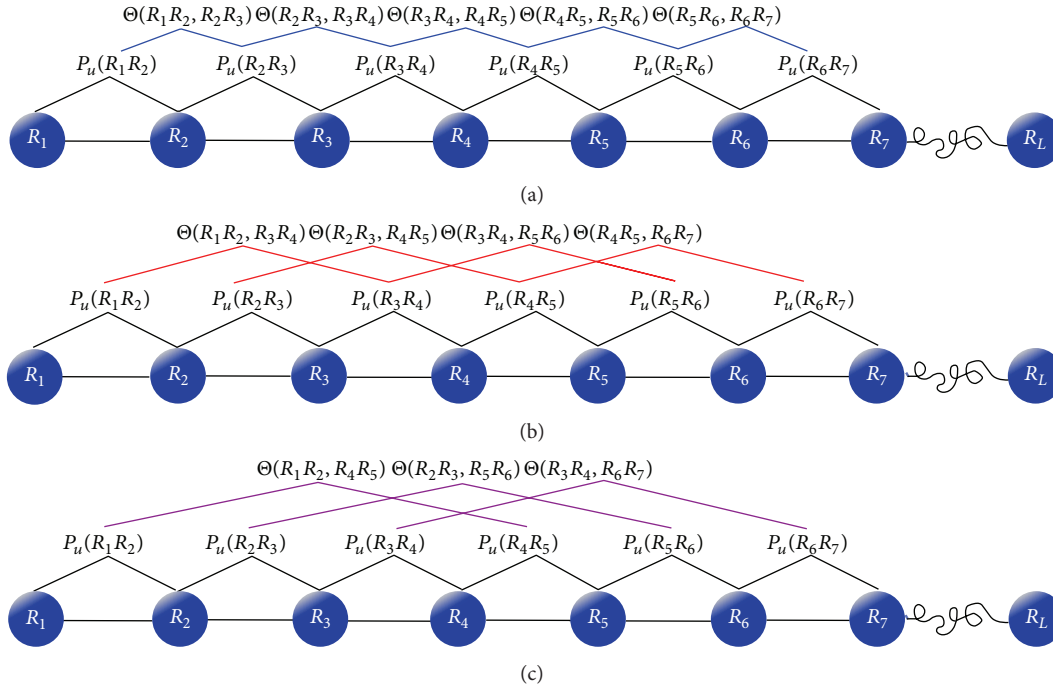 Θ(R₁R₂, R₂R₃) Θ(R₂R₃, R₃R₄) Θ(R₃R₄, R₄R₅) Θ(R₄R₅, R₅R₆) Θ(R₅R₆, R₆R₇)
Pᵤ(R₁R₂) Pᵤ(R₂R₃) Pᵤ(R₃R₄) Pᵤ(R₄R₅) Pᵤ(R₅R₆) Pᵤ(R₆R₇)
R₁ R₂ R₃ R₄ R₅ R₆ R₇ R_L
(a)
Θ(R₁R₂, R₃R₄) Θ(R₂R₃, R₄R₅) Θ(R₃R₄, R₅R₆) Θ(R₄R₅, R₆R₇)
Pᵤ(R₁R₂) Pᵤ(R₂R₃) Pᵤ(R₃R₄) Pᵤ(R₄R₅) Pᵤ(R₅R₆) Pᵤ(R₆R₇)
R₁ R₂ R₃ R₄ R₅ R₆ R₇ R_L
(b)
Θ(R₁R₂, R₄R₅) Θ(R₂R₃, R₅R₆) Θ(R₃R₄, R₆R₇)
Pᵤ(R₁R₂) Pᵤ(R₂R₃) Pᵤ(R₃R₄) Pᵤ(R₄R₅) Pᵤ(R₅R₆) Pᵤ(R₆R₇)
R₁ R₂ R₃ R₄ R₅ R₆ R₇ R_L
(c)